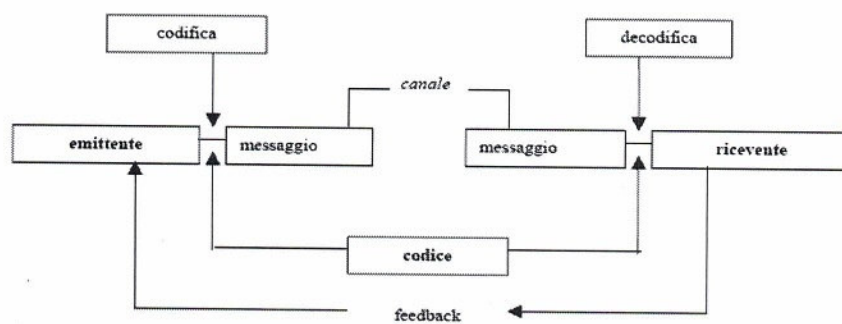 codifica
decodifica
canale
emittente
messaggio
messaggio
ricevente
codice
feedback